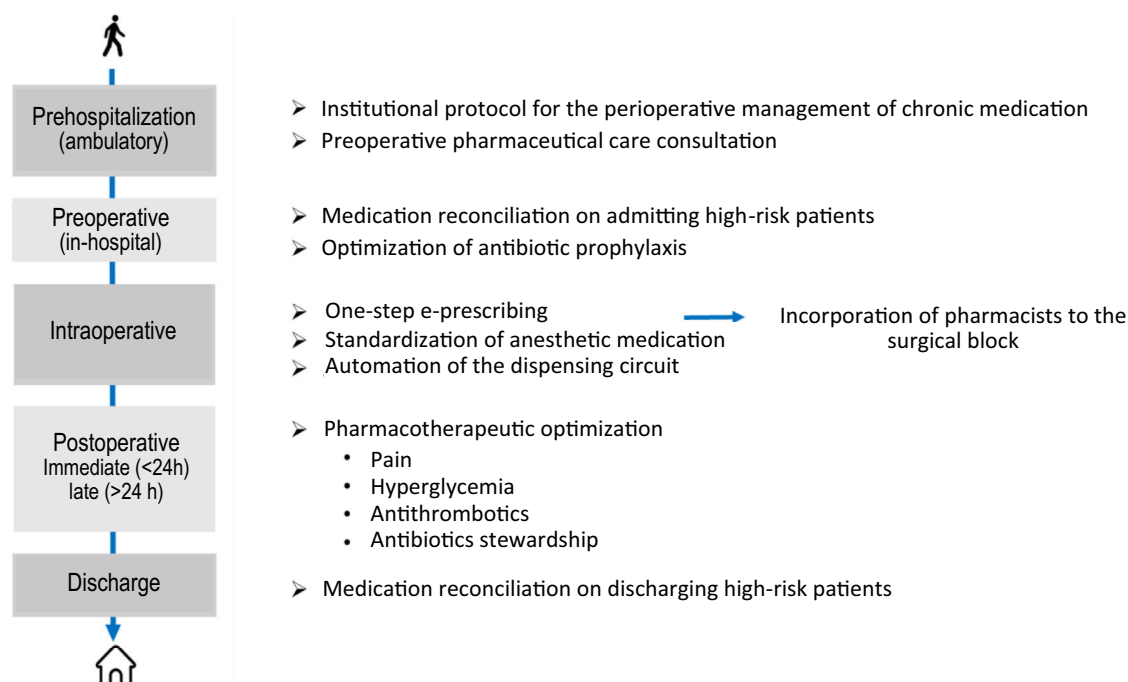 Prehospitalization
(ambulatory)
➢ Institutional protocol for the perioperative management of chronic medication
➢ Preoperative pharmaceutical care consultation
Preoperative
(in-hospital)
➢ Medication reconciliation on admitting high-risk patients
➢ Optimization of antibiotic prophylaxis
Intraoperative
➢ One-step e-prescribing
➢ Standardization of anesthetic medication
➢ Automation of the dispensing circuit
Incorporation of pharmacists to the
surgical block
Postoperative
Immediate (<24h)
late (>24 h)
➢ Pharmacotherapeutic optimization
• Pain
• Hyperglycemia
• Antithrombotics
• Antibiotics stewardship
Discharge
➢ Medication reconciliation on discharging high-risk patients